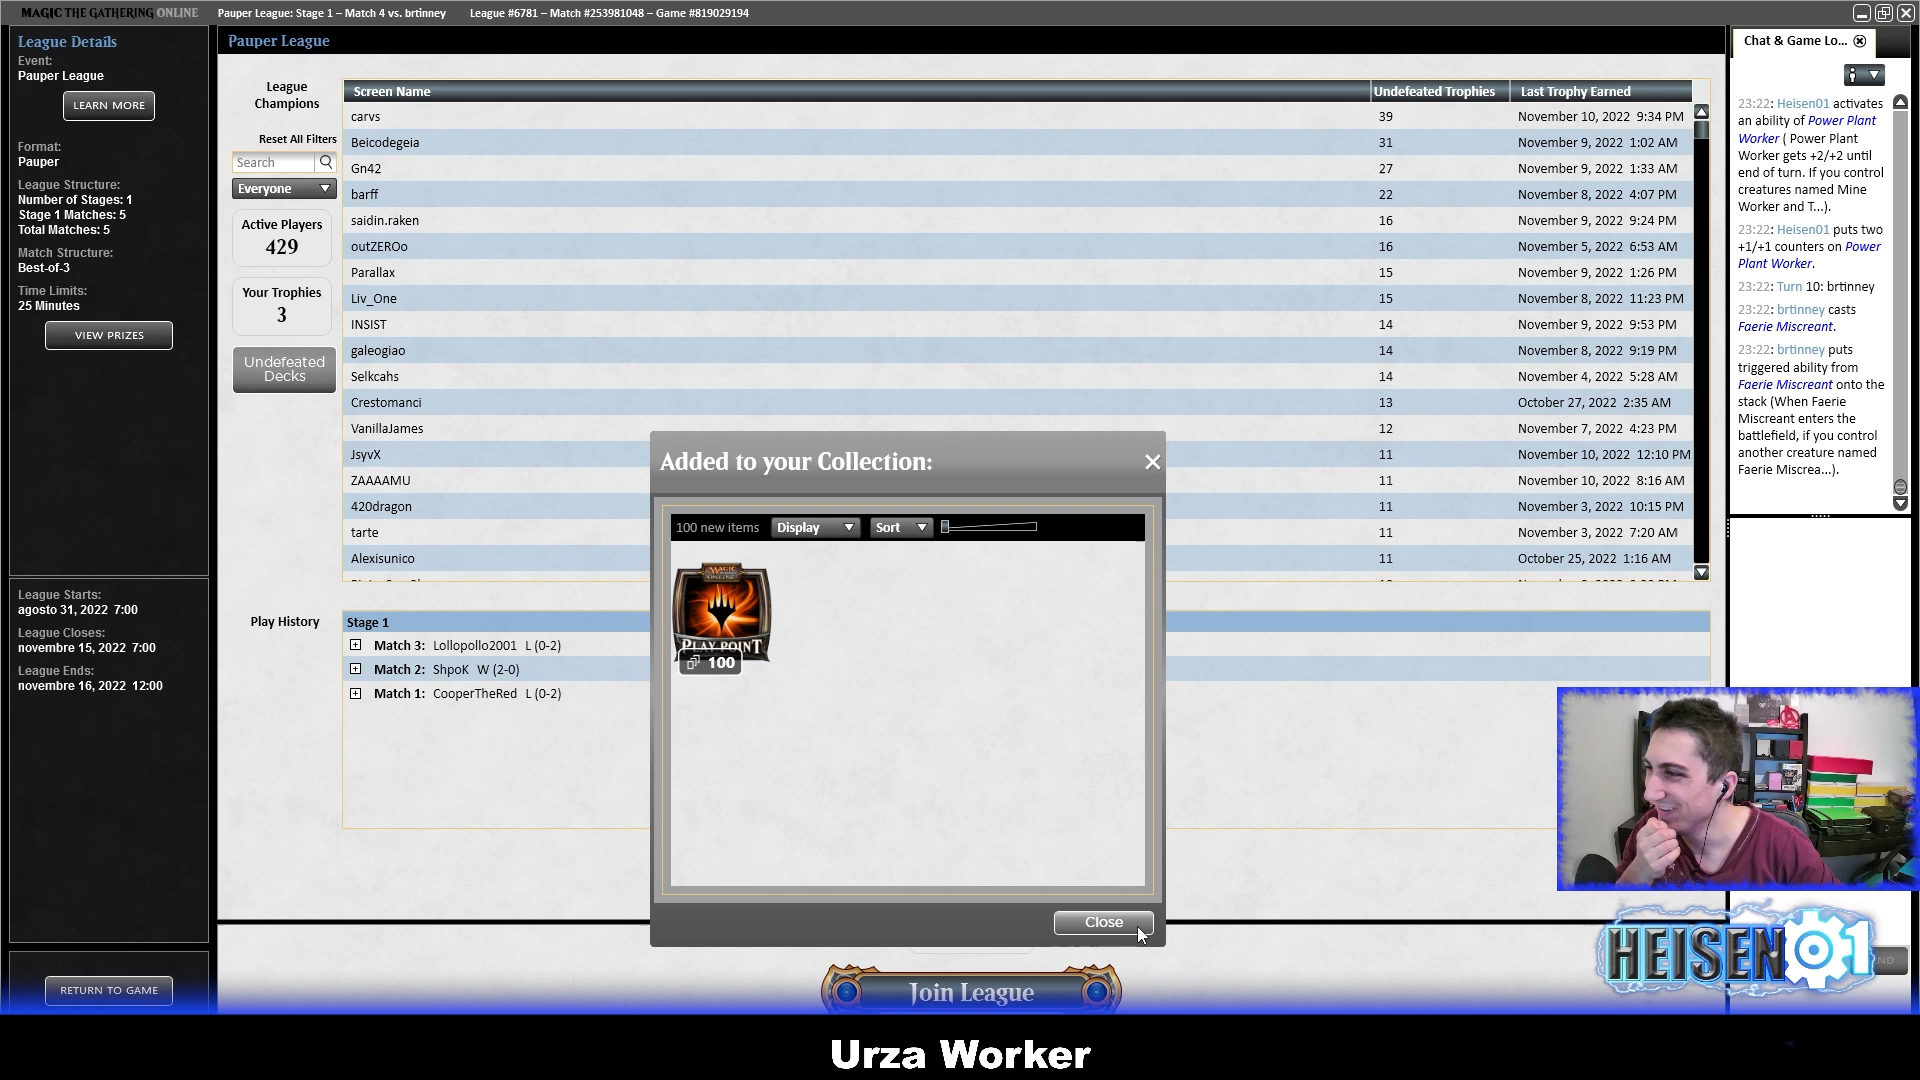 MAGIC THE GATHERING ONLINE
Pauper League: Stage 1 – Match 4 vs. brtinney
League #6781 – Match #253981048 – Game #819029194
League Details
Event:
Pauper League
LEARN MORE
Format:
Pauper
League Structure:
Number of Stages: 1
Stage 1 Matches: 5
Total Matches: 5
Match Structure:
Best-of-3
Time Limits:
25 Minutes
VIEW PRIZES
League Starts:
agosto 31, 2022 7:00
League Closes:
novembre 15, 2022 7:00
League Ends:
novembre 16, 2022 12:00
RETURN TO GAME
Pauper League
League
Champions
Reset All Filters
Search
Everyone
Active Players
429
Your Trophies
3
Undefeated
Decks
Screen Name Undefeated Trophies Last Trophy Earned
carvs 39 November 10, 2022 9:34 PM
Beicodegeia 31 November 9, 2022 1:02 AM
Gn42 27 November 9, 2022 1:33 AM
barff 22 November 8, 2022 4:07 PM
saidin.raken 16 November 9, 2022 9:24 PM
outZEROo 16 November 5, 2022 6:53 AM
Parallax 15 November 9, 2022 1:26 PM
Liv_One 15 November 8, 2022 11:23 PM
INSIST 14 November 9, 2022 9:53 PM
galeogiao 14 November 8, 2022 9:19 PM
Selkcahs 14 November 4, 2022 5:28 AM
Crestomanci 13 October 27, 2022 2:35 AM
VanillaJames 12 November 7, 2022 4:23 PM
JsyvX 11 November 10, 2022 12:10 PM
ZAAAAMU 11 November 10, 2022 8:16 AM
420dragon 11 November 3, 2022 10:15 PM
tarte 11 November 3, 2022 7:20 AM
Alexisunico 11 October 25, 2022 1:16 AM
Play History
Stage 1
Match 3: Lollopollo2001 L (0-2)
Match 2: ShpoK W (2-0)
Match 1: CooperTheRed L (0-2)
Added to your Collection:
100 new items Display Sort
MAGIC
ONLINE
PLAY POINT
100
Close
Join League
Chat & Game Lo...
23:22: Heisen01 activates
an ability of Power Plant
Worker ( Power Plant
Worker gets +2/+2 until
end of turn. If you control
creatures named Mine
Worker and T...).
23:22: Heisen01 puts two
+1/+1 counters on Power
Plant Worker.
23:22: Turn 10: brtinney
23:22: brtinney casts
Faerie Miscreant.
23:22: brtinney puts
triggered ability from
Faerie Miscreant onto the
stack (When Faerie
Miscreant enters the
battlefield, if you control
another creature named
Faerie Miscrea...).
HEISEN01
ND
Urza Worker